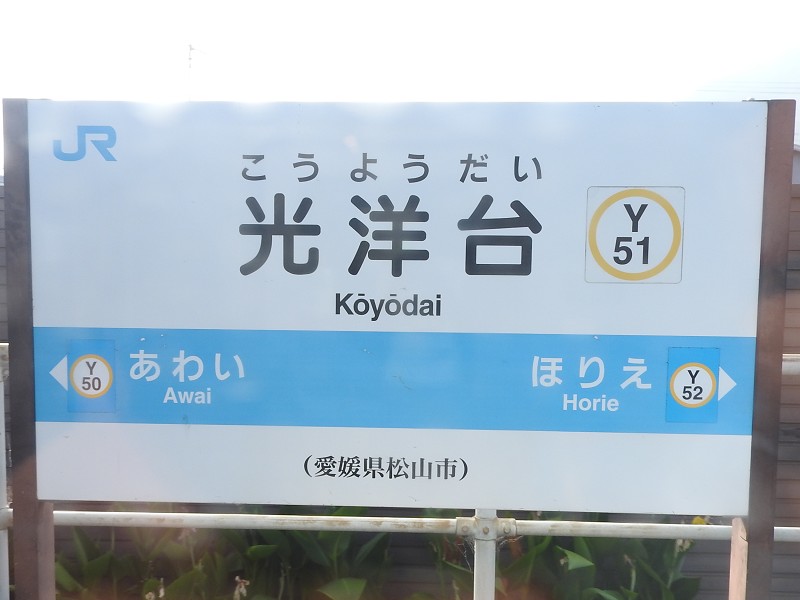 JR
こうようだい
光洋台
Y
51
Kōyōdai
Y
50
あわい
Awai
ほりえ
Horie
Y
52
(愛媛県松山市)